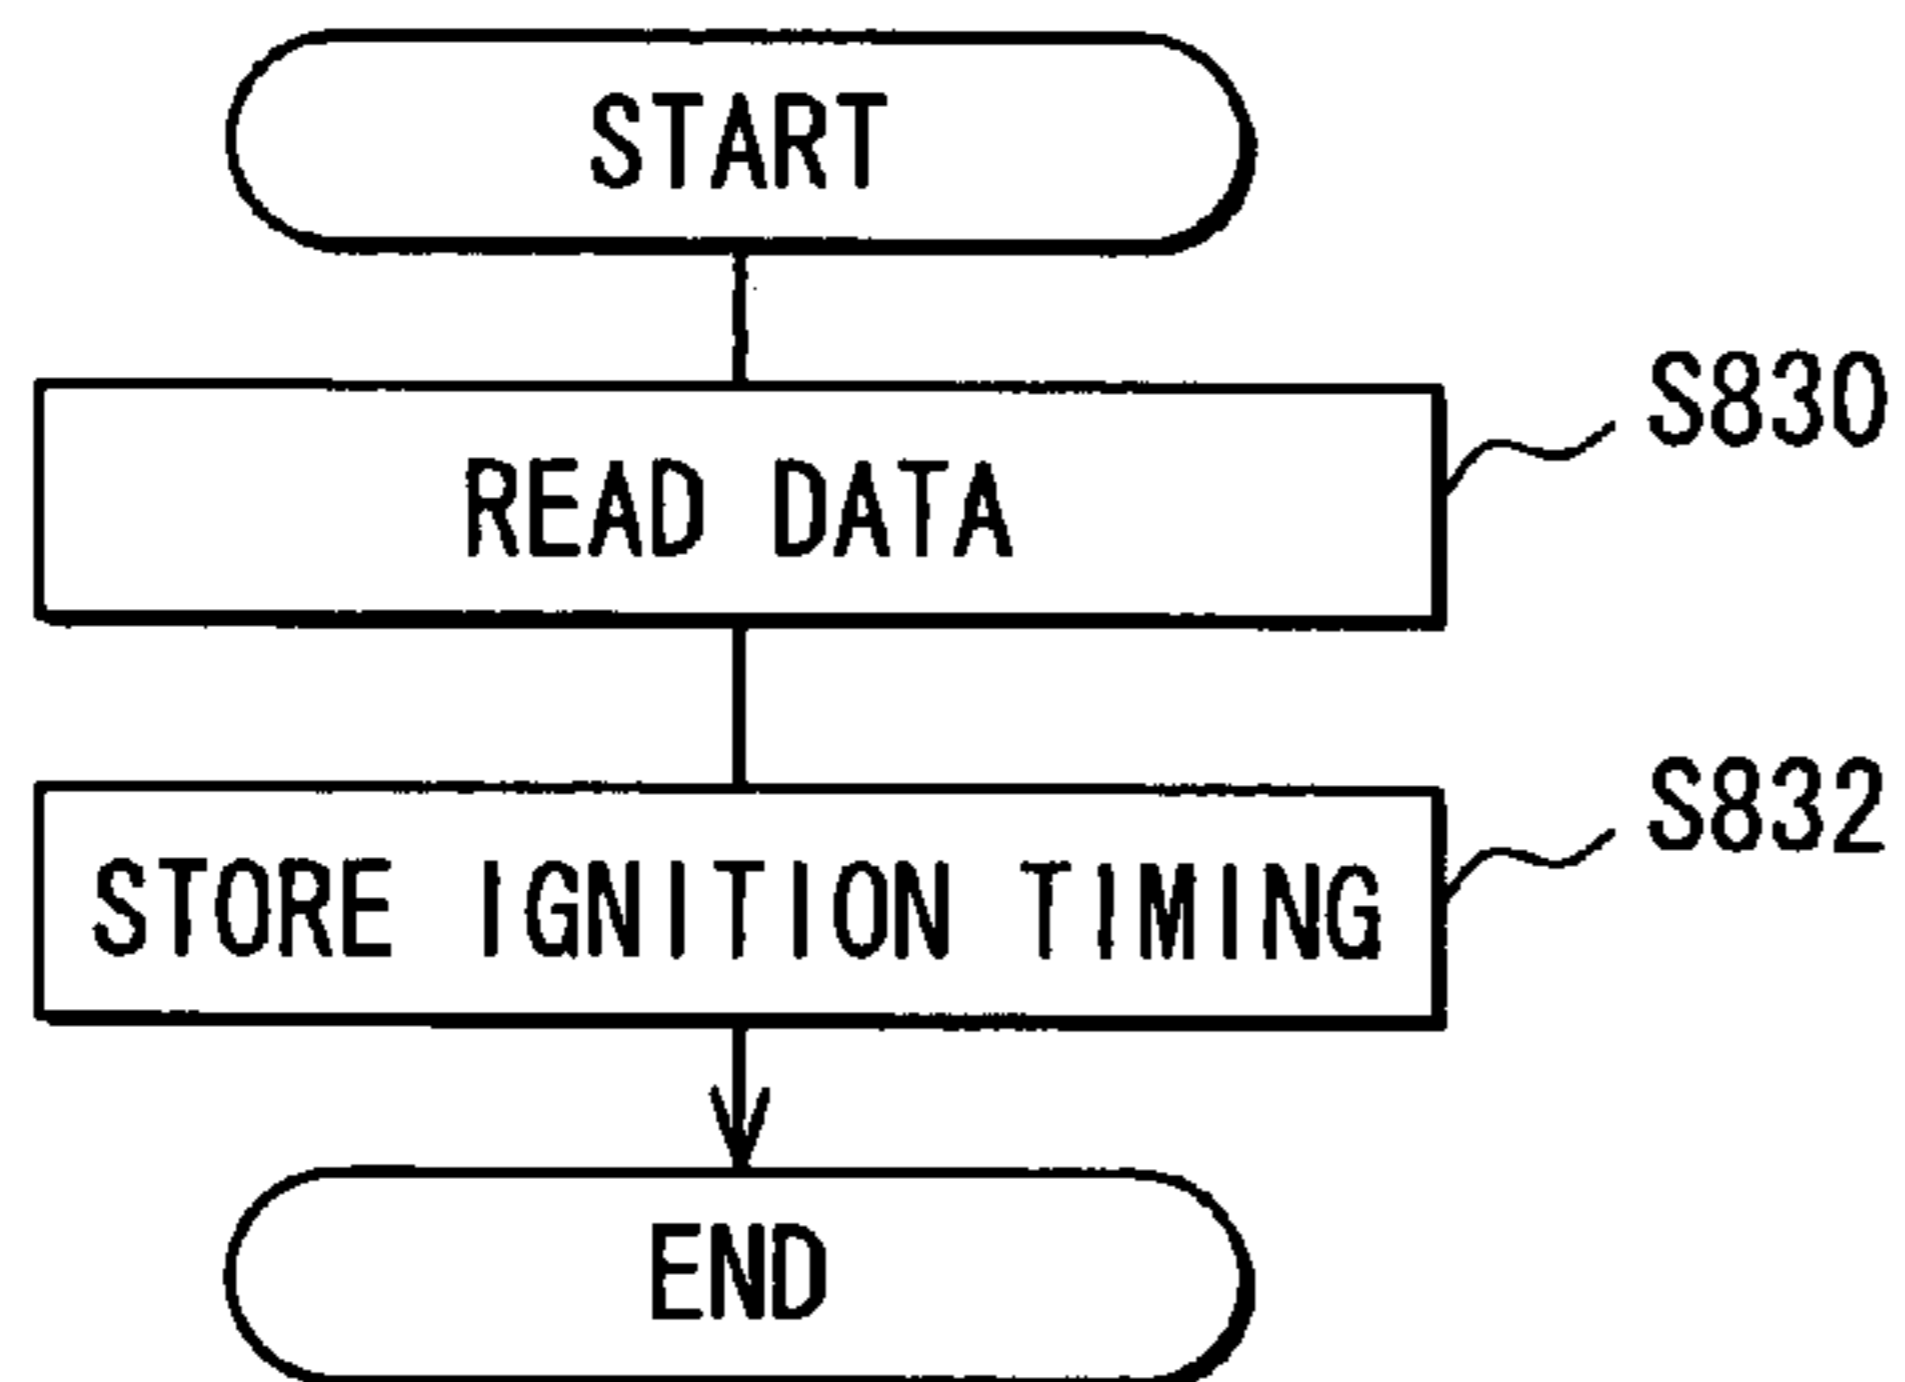 START
S830
READ DATA
S832
STORE IGNITION TIMING
END